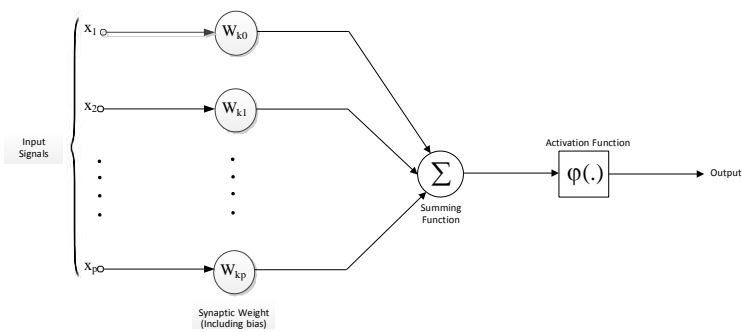 x1
Wk0
x2
Wk1
Input
Signals
Activation Function
Σ
φ(.)
Output
Summing
Function
xp
Wkp
Synaptic Weight
(Including bias)